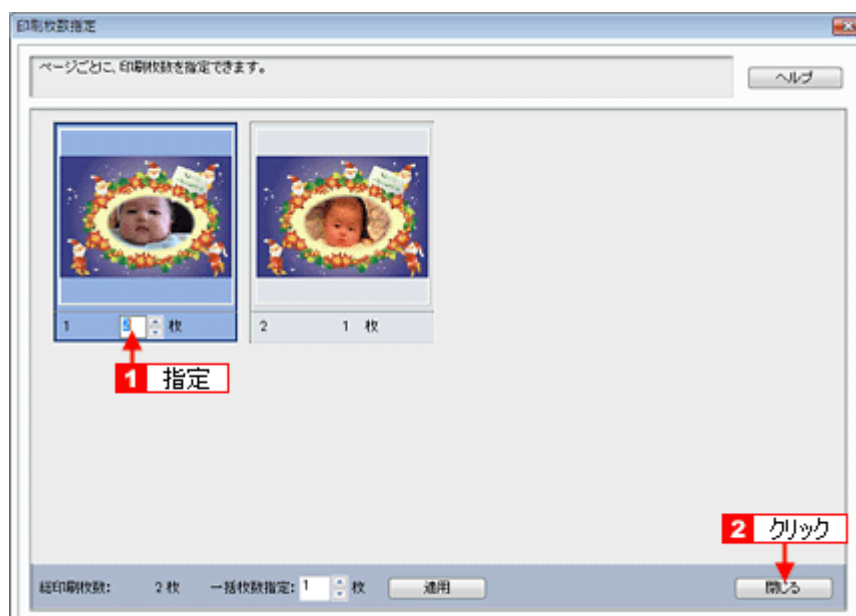 印刷枚数指定
ページごとに、印刷枚数を指定できます。
ヘルプ
1 枚
2 1 枚
1 指定
2 クリック
総印刷枚数: 2 枚 一括枚数指定: 1 枚 適用 閉じる